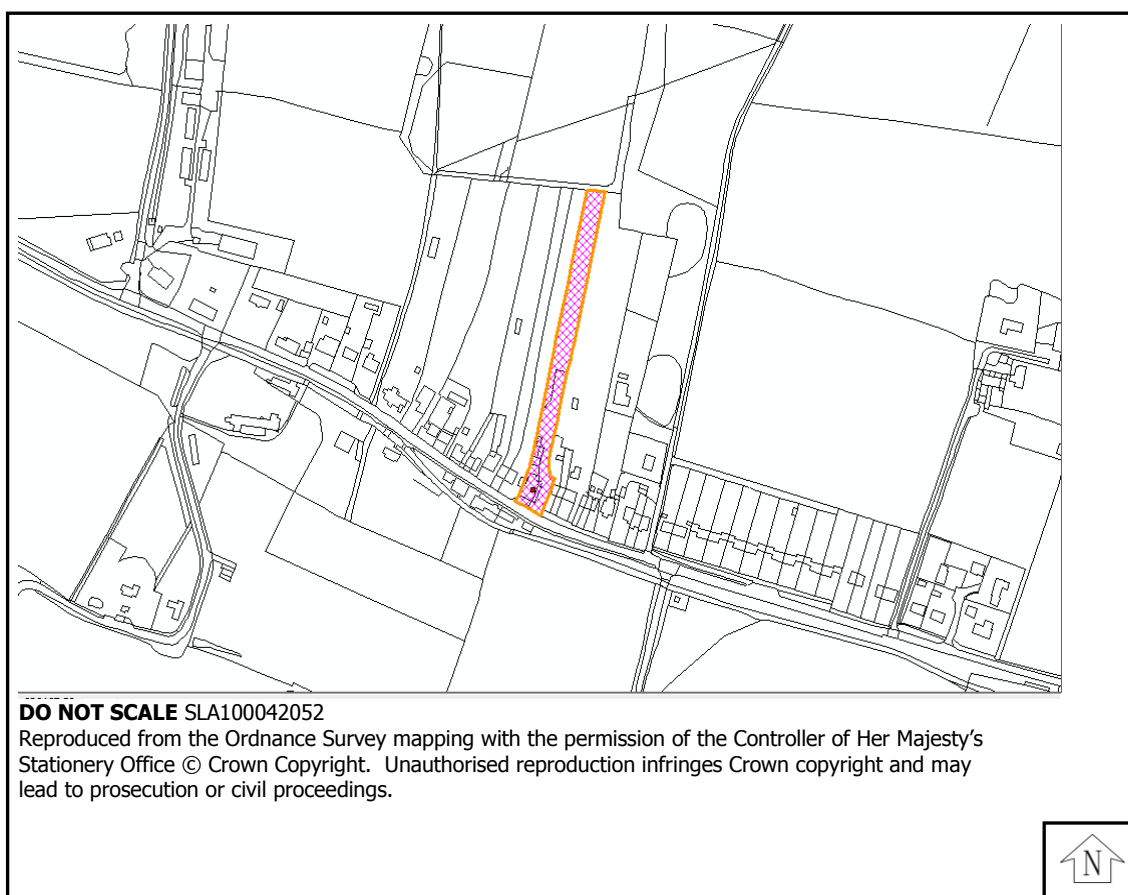 DO NOT SCALE SLA100042052
Reproduced from the Ordnance Survey mapping with the permission of the Controller of Her Majesty’s
Stationery Office © Crown Copyright.  Unauthorised reproduction infringes Crown copyright and may
lead to prosecution or civil proceedings.
N